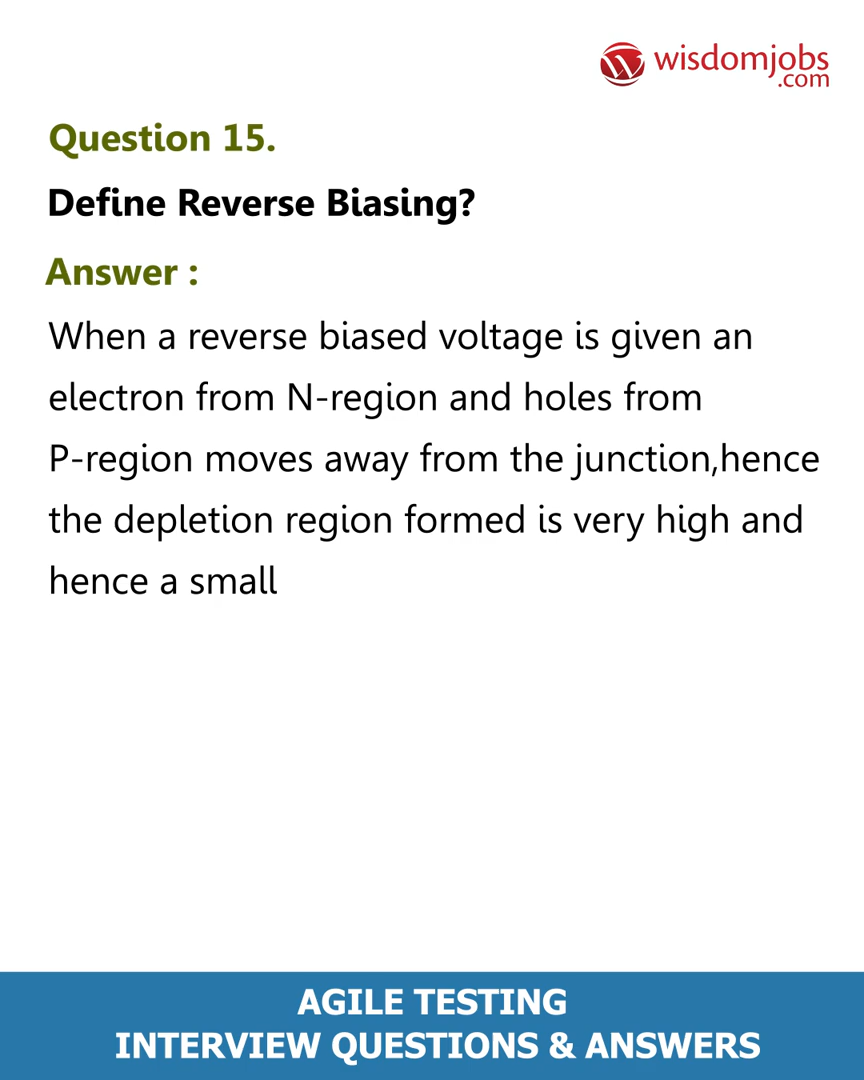 wisdomjobs
.com
Question 15.
Define Reverse Biasing?
Answer :
When a reverse biased voltage is given an
electron from N-region and holes from
P-region moves away from the junction,hence
the depletion region formed is very high and
hence a small
AGILE TESTING
INTERVIEW QUESTIONS & ANSWERS